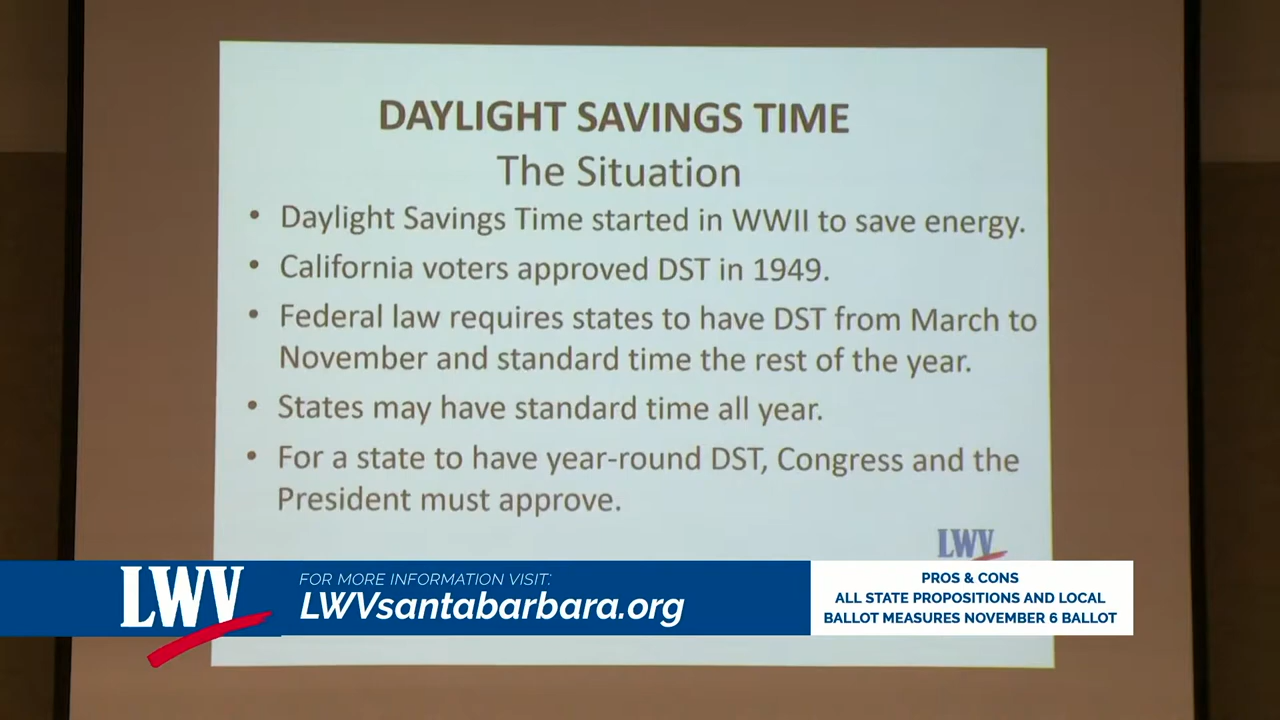 DAYLIGHT SAVINGS TIME
The Situation
• Daylight Savings Time started in WWII to save energy.
• California voters approved DST in 1949.
• Federal law requires states to have DST from March to
November and standard time the rest of the year.
• States may have standard time all year.
• For a state to have year-round DST, Congress and the
President must approve.
LWV
LWV
FOR MORE INFORMATION VISIT:
LWVsantabarbara.org
PROS & CONS
ALL STATE PROPOSITIONS AND LOCAL
BALLOT MEASURES NOVEMBER 6 BALLOT